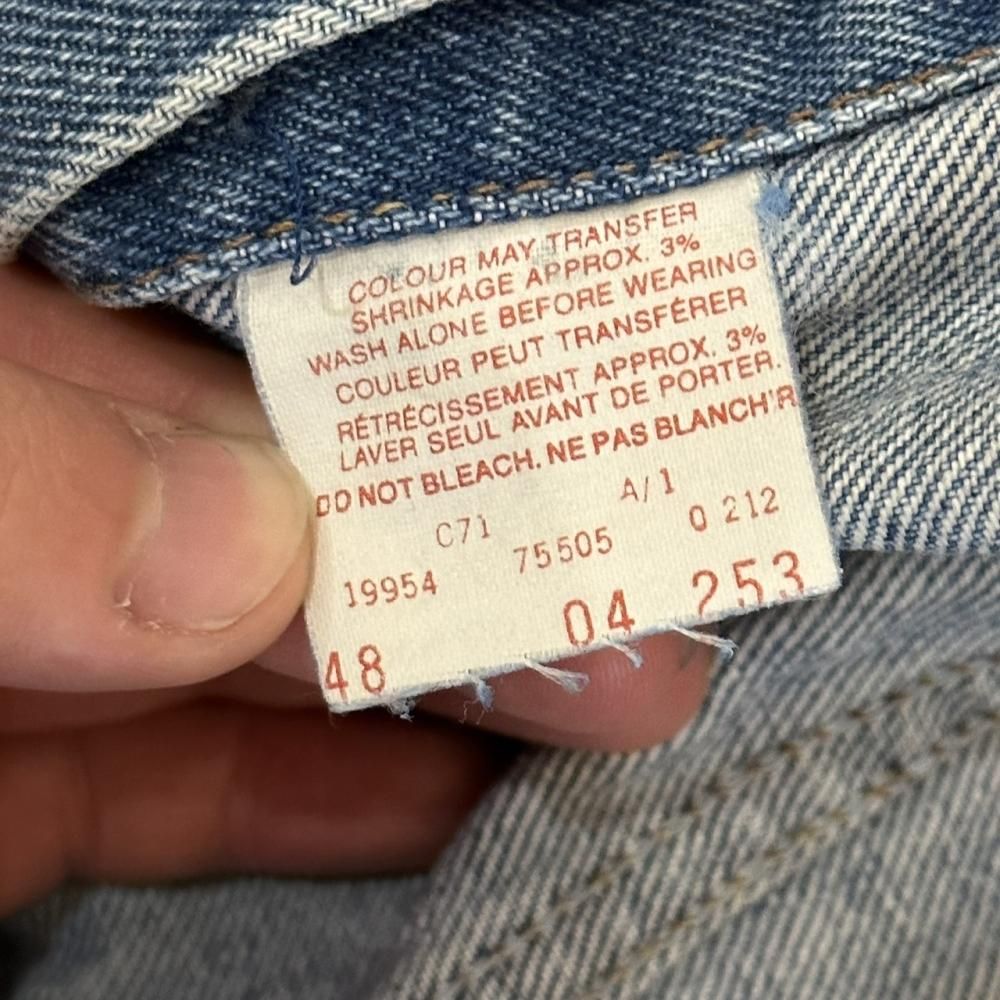 COLOUR MAY TRANSFER
SHRINKAGE APPROX. 3%
WASH ALONE BEFORE WEARING
COULEUR PEUT TRANSFÉRER
RÉTRÉCISSEMENT APPROX. 3%
LAVER SEUL AVANT DE PORTER.
DO NOT BLEACH. NE PAS BLANCH'R
C71 A/1
19954 75505 0 212
48 04 253